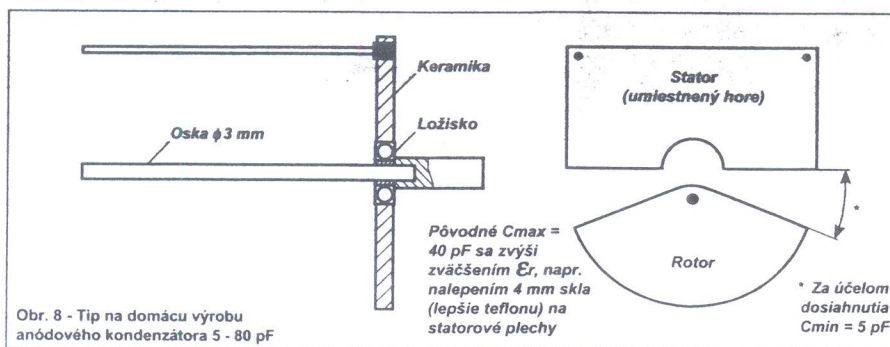 Keramika
Ložisko
Oska ϕ 3 mm
Stator
(umiestnený hore)
Rotor
*
Pôvodné Cmax =
40 pF sa zvýši
zväčšením Ɛr, napr.
nalepením 4 mm skla
(lepšie teflonu) na
statorové plechy
* Za účelom
dosiahnutia
Cmin = 5 pF
Obr. 8 - Tip na domácu výrobu
anódového kondenzátora 5 - 80 pF